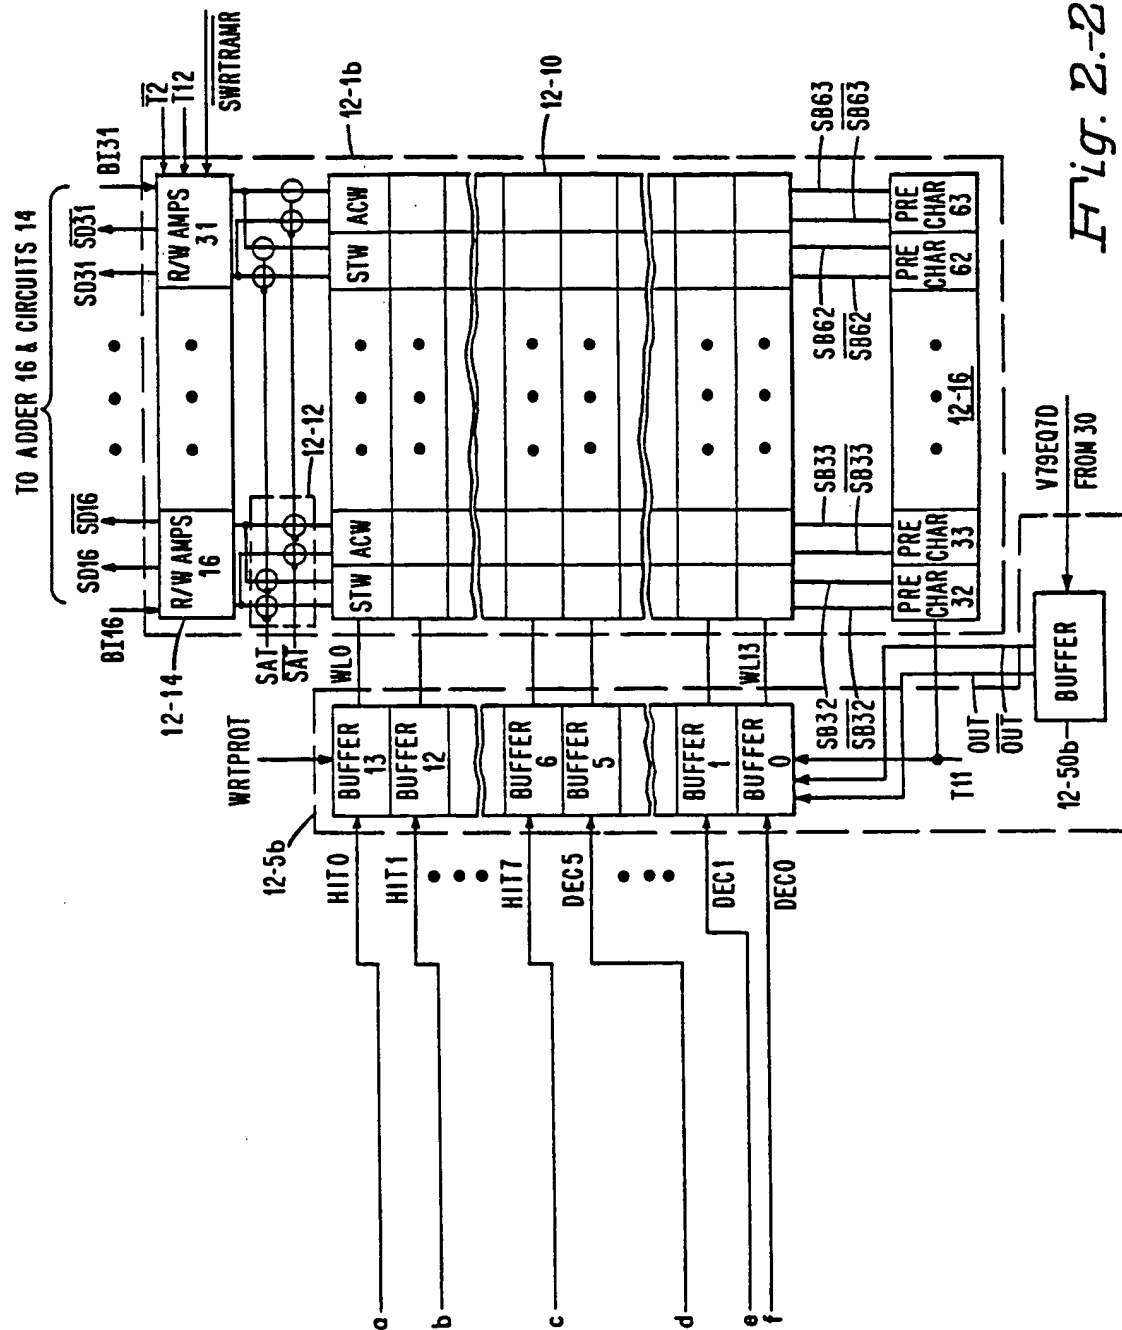 TO ADDER 16 & CIRCUITS 14
BI16
SD16
SD16
SD31
SD31
BI31
T2
T12
SWRTRAMR
12-14
R/W AMPS
16
R/W AMPS
31
SAT
SAT
12-12
12-1b
12-10
WRTPROT
12-5b
WL0
STW
ACW
STW
ACW
HIT0
BUFFER
13
HIT1
BUFFER
12
HIT7
BUFFER
6
DEC5
BUFFER
5
DEC1
BUFFER
1
DEC0
BUFFER
0
WL13
a
b
c
d
e
f
SB32
SB32
SB33
SB33
SB62
SB62
SB63
SB63
PRE
CHAR
32
PRE
CHAR
33
12-16
PRE
CHAR
62
PRE
CHAR
63
T11
OUT
OUT
BUFFER
12-50b
V79EQ7D
FROM 30
Fig. 2.-2